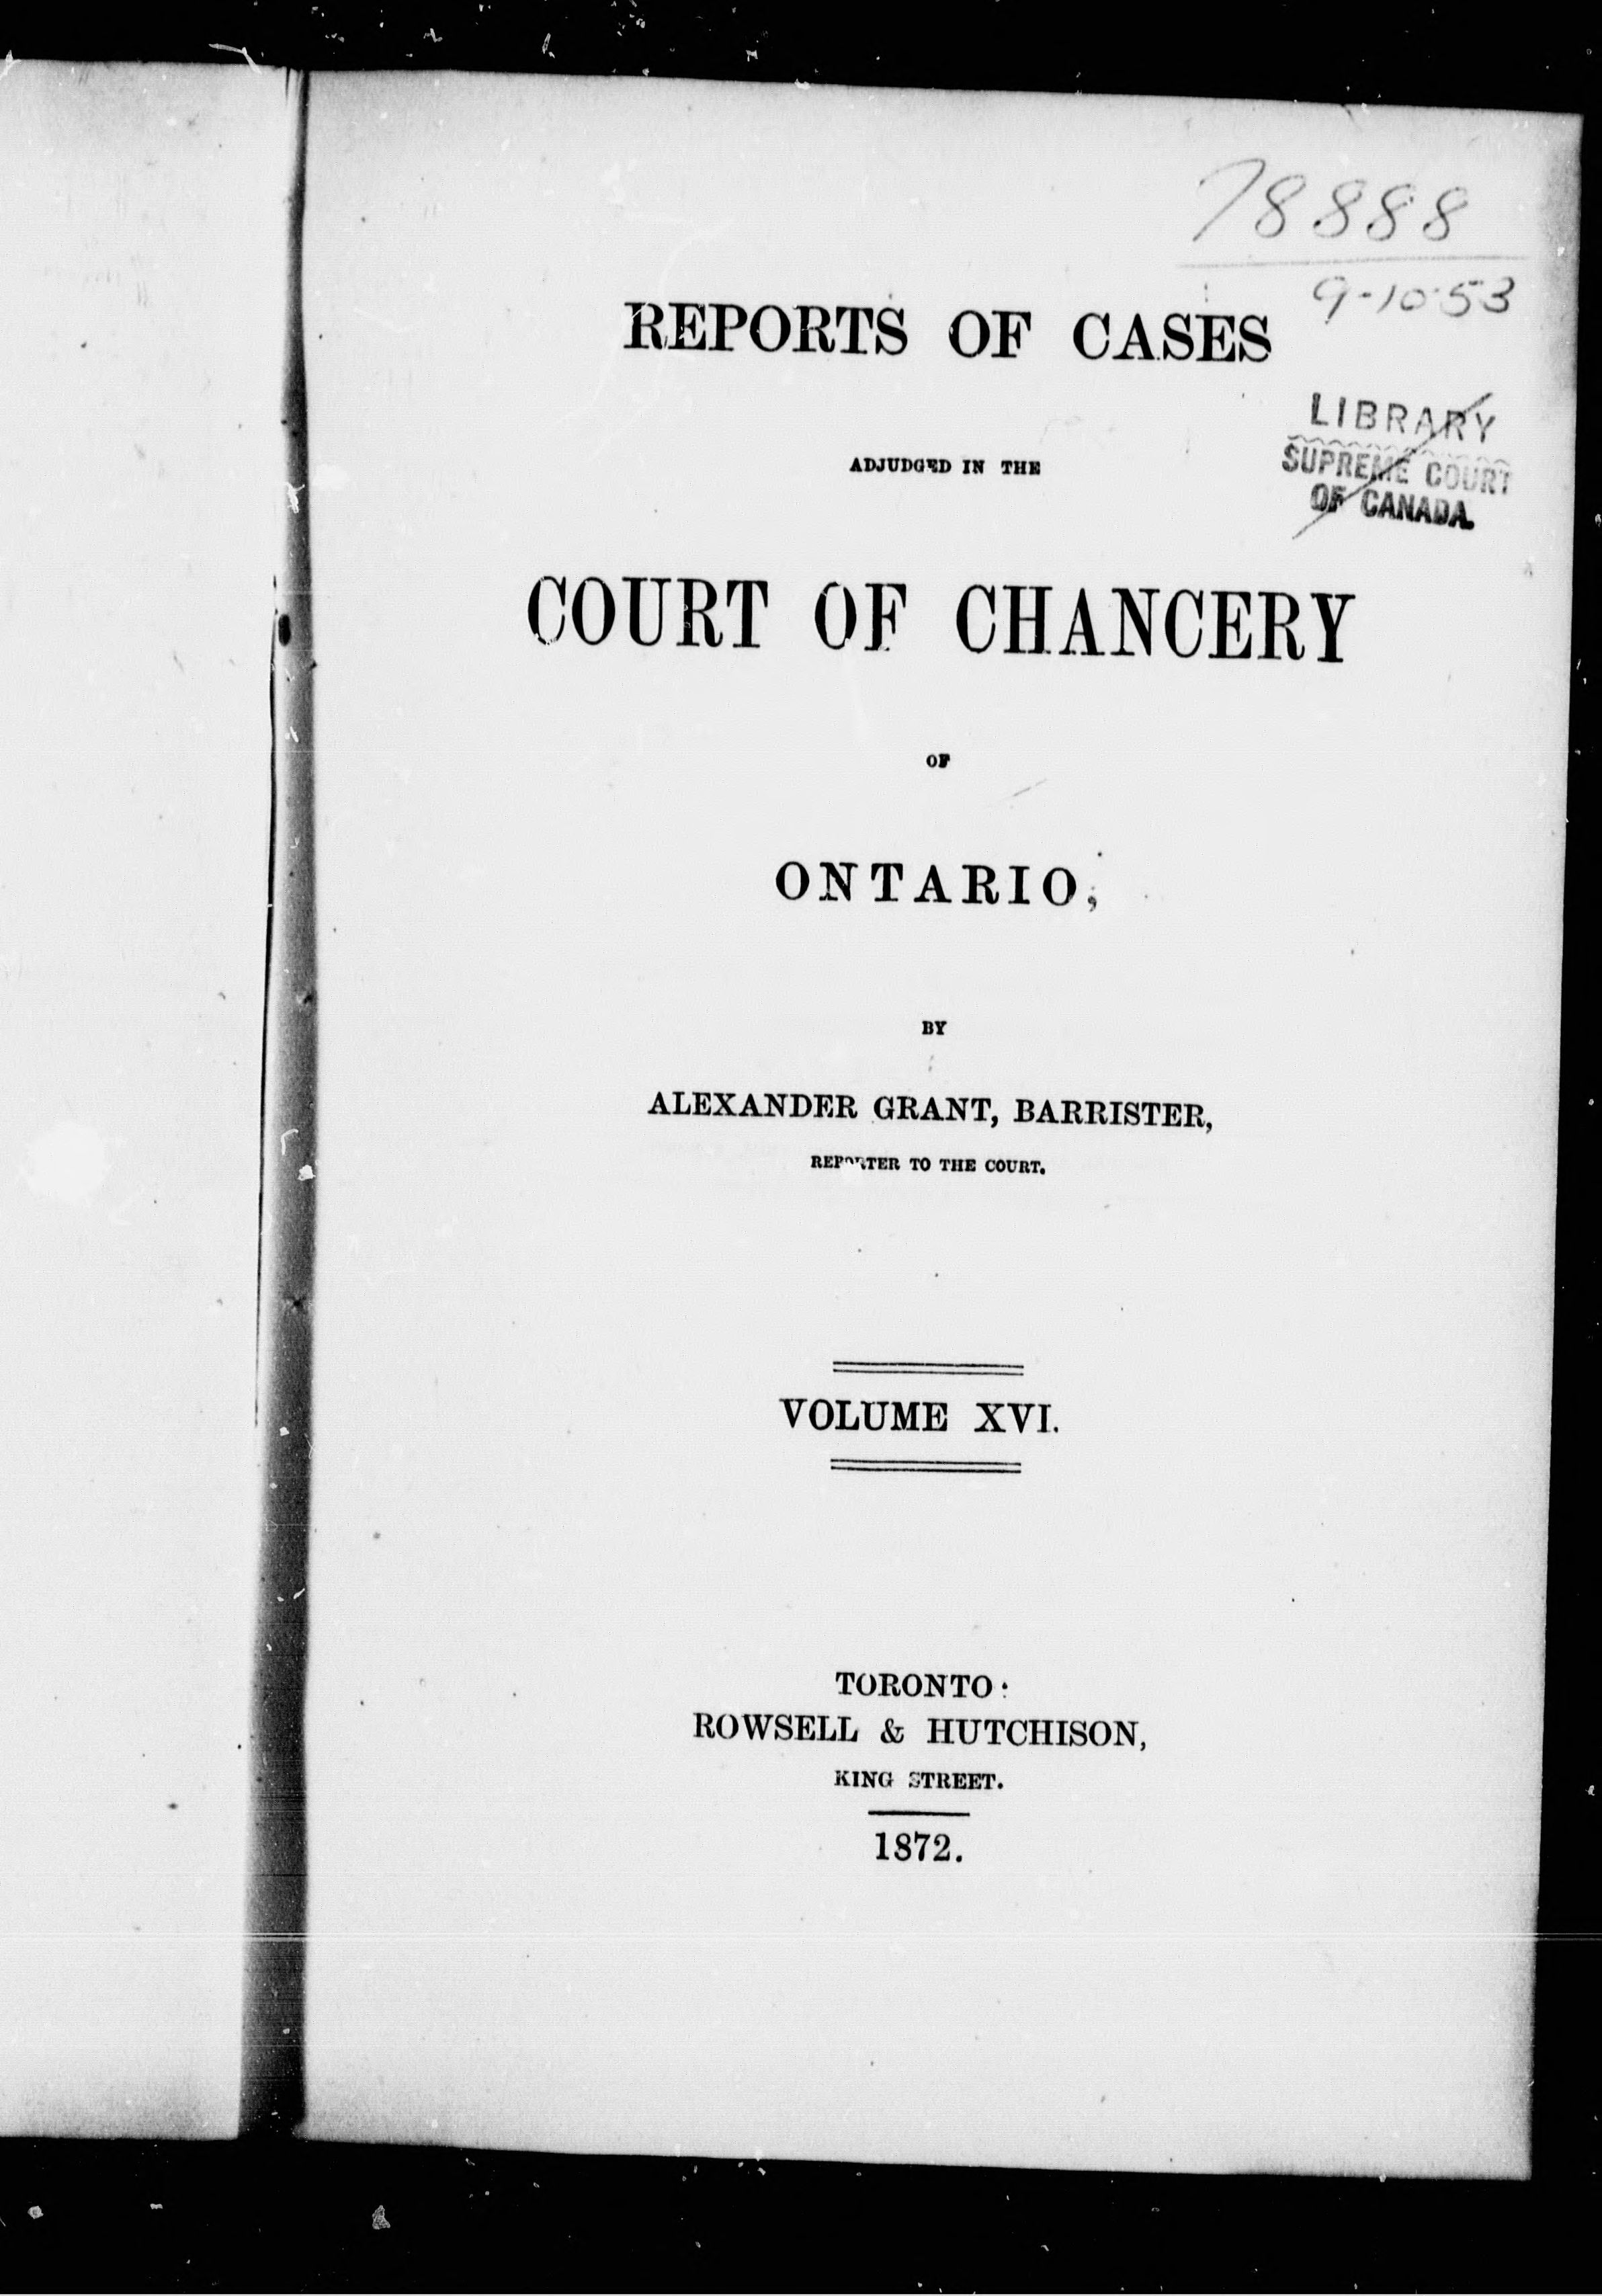 78888
9-10-53
REPORTS OF CASES
LIBRARY
SUPREME COURT
OF CANADA.
ADJUDGED IN THE
COURT OF CHANCERY
OF
ONTARIO,
BY
ALEXANDER GRANT, BARRISTER,
REPORTER TO THE COURT.
VOLUME XVI.
TORONTO:
ROWSELL & HUTCHISON,
KING STREET.
1872.